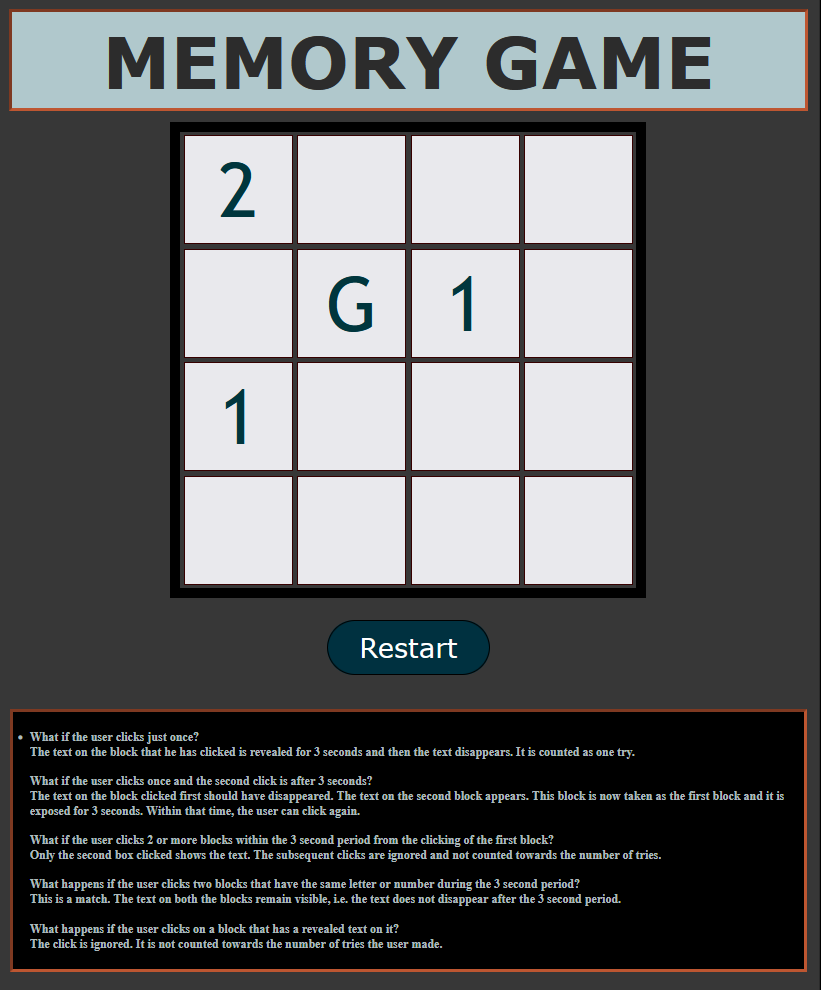 MEMORY GAME
2
G 1
1
Restart
• What if the user clicks just once?
The text on the block that he has clicked is revealed for 3 seconds and then the text disappears. It is counted as one try.
What if the user clicks once and the second click is after 3 seconds?
The text on the block clicked first should have disappeared. The text on the second block appears. This block is now taken as the first block and it is
exposed for 3 seconds. Within that time, the user can click again.
What if the user clicks 2 or more blocks within the 3 second period from the clicking of the first block?
Only the second box clicked shows the text. The subsequent clicks are ignored and not counted towards the number of tries.
What happens if the user clicks two blocks that have the same letter or number during the 3 second period?
This is a match. The text on both the blocks remain visible, i.e. the text does not disappear after the 3 second period.
What happens if the user clicks on a block that has a revealed text on it?
The click is ignored. It is not counted towards the number of tries the user made.